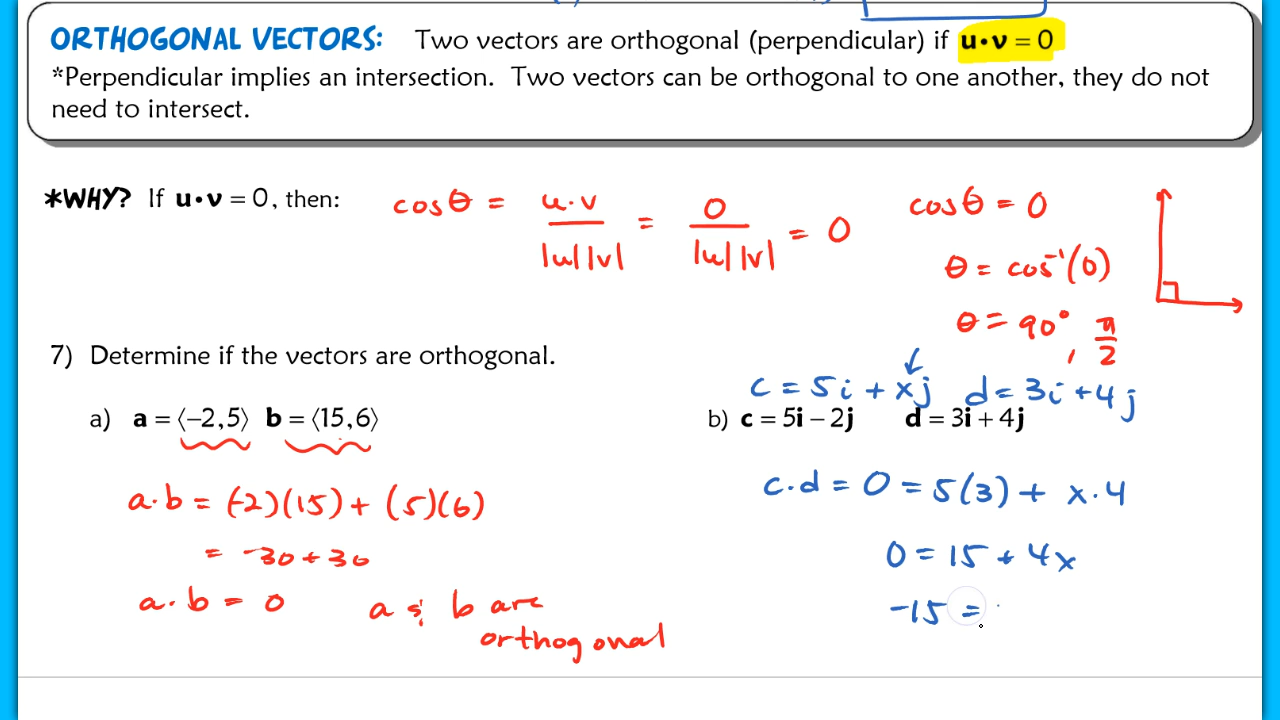 ORTHOGONAL VECTORS: Two vectors are orthogonal (perpendicular) if u•v = 0
*Perpendicular implies an intersection. Two vectors can be orthogonal to one another, they do not
need to intersect.
*WHY? If u•v = 0, then:
cosθ = u·v / |u||v| = 0 / |u||v| = 0
cosθ = 0
θ = cos⁻¹(0)
θ = 90°, π/2
7) Determine if the vectors are orthogonal.
a) a = ⟨−2,5⟩ b = ⟨15,6⟩
a·b = (-2)(15) + (5)(6)
= -30 + 30
a·b = 0
a & b are
orthogonal
c = 5i + xj d = 3i + 4j
b) c = 5i − 2j d = 3i + 4j
c·d = 0 = 5(3) + x·4
0 = 15 + 4x
-15 =